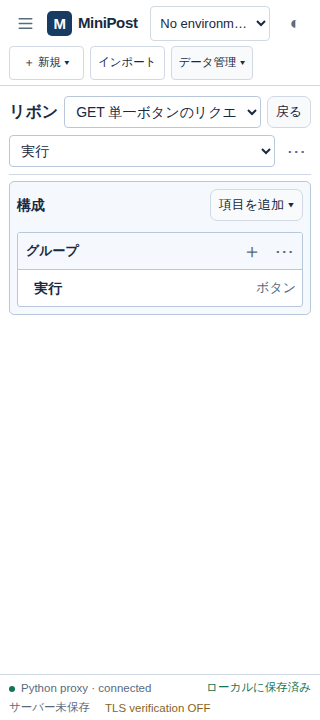 M MiniPost No environm…
＋ 新規 ▾ インポート データ管理 ▾
リボン GET 単一ボタンのリクエ 戻る
実行 …
構成 項目を追加 ▾
グループ ＋ …
実行 ボタン
Python proxy · connected ローカルに保存済み
サーバー未保存 TLS verification OFF